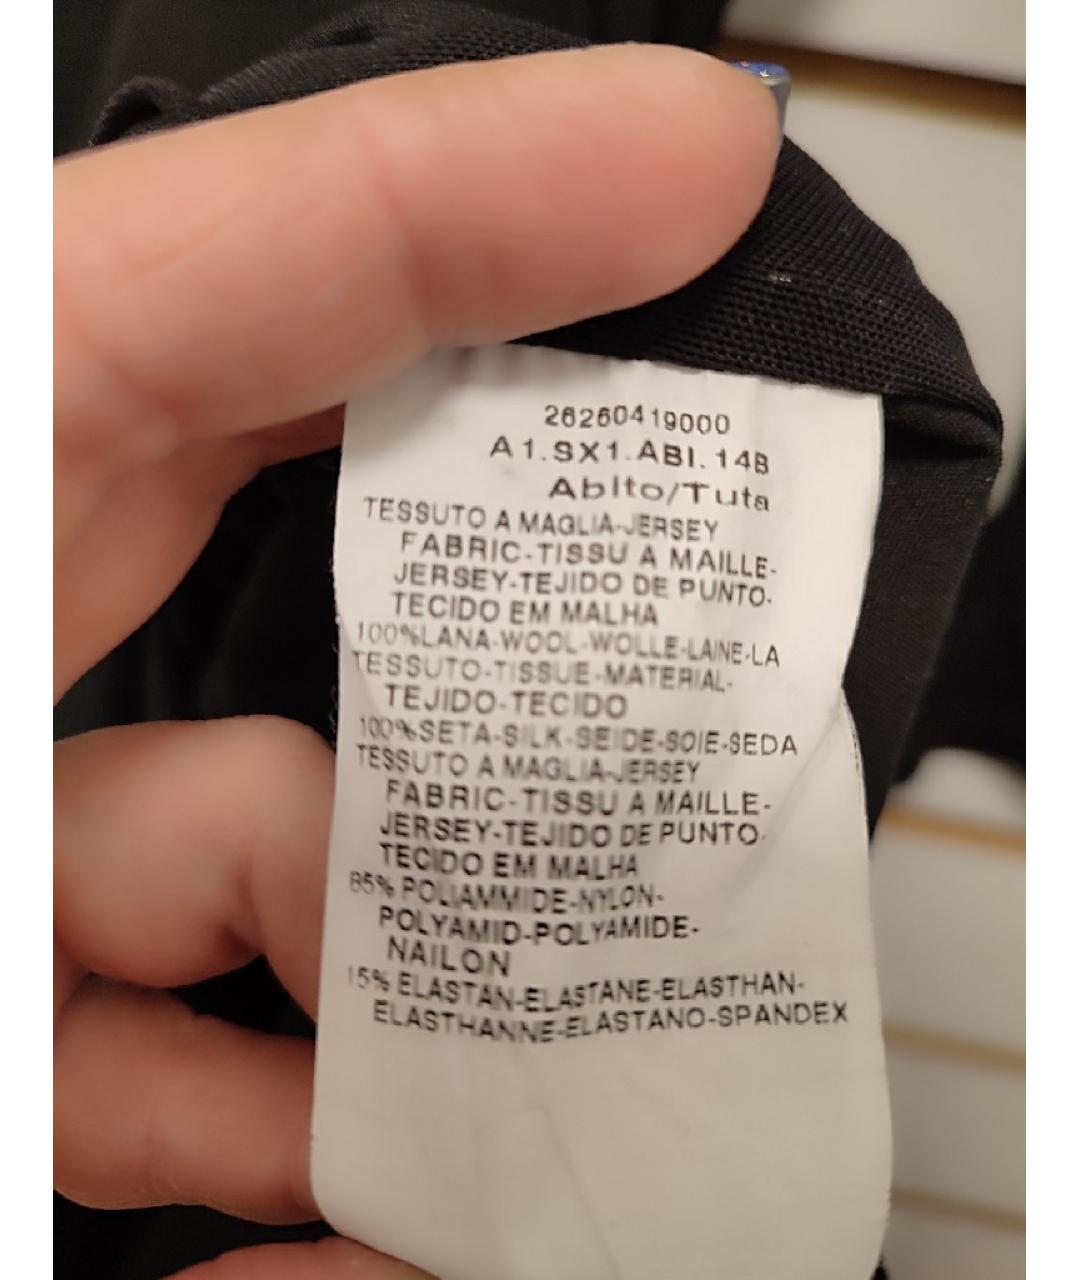 26260419000
A1.SX1.ABI.14B
Abito/Tuta
TESSUTO A MAGLIA-JERSEY
FABRIC-TISSU A MAILLE-
JERSEY-TEJIDO DE PUNTO-
TECIDO EM MALHA
100%LANA-WOOL-WOLLE-LAINE-LA
TESSUTO-TISSUE-MATERIAL-
TEJIDO-TECIDO
100%SETA-SILK-SEIDE-SOIE-SEDA
TESSUTO A MAGLIA-JERSEY
FABRIC-TISSU A MAILLE-
JERSEY-TEJIDO DE PUNTO-
TECIDO EM MALHA
85% POLIAMMIDE-NYLON-
POLYAMID-POLYAMIDE-
NAILON
15% ELASTAN-ELASTANE-ELASTHAN-
ELASTHANNE-ELASTANO-SPANDEX